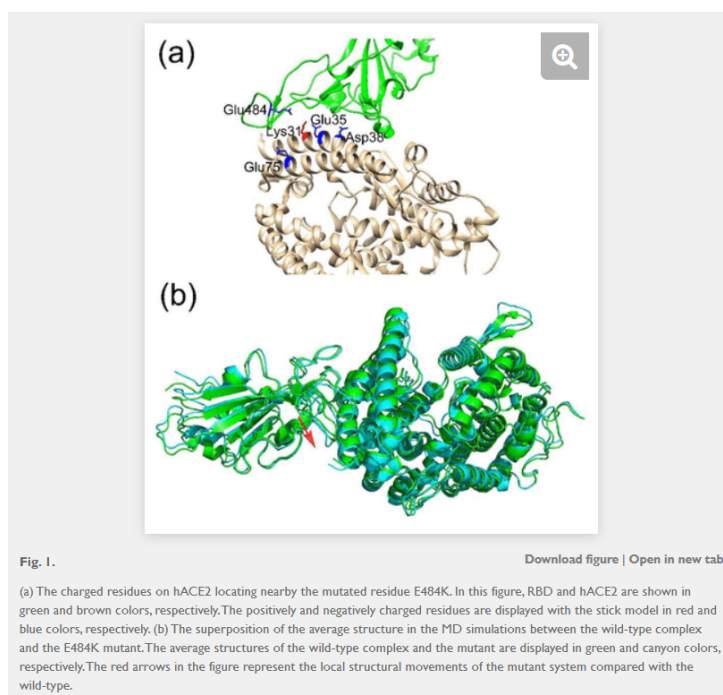 (a)
Glu484
Glu35
Lys31
Asp38
Glu75
(b)
Fig. 1.
Download figure | Open in new tab
(a) The charged residues on hACE2 locating nearby the mutated residue E484K. In this figure, RBD and hACE2 are shown in
green and brown colors, respectively. The positively and negatively charged residues are displayed with the stick model in red and
blue colors, respectively. (b) The superposition of the average structure in the MD simulations between the wild-type complex
and the E484K mutant. The average structures of the wild-type complex and the mutant are displayed in green and canyon colors,
respectively. The red arrows in the figure represent the local structural movements of the mutant system compared with the
wild-type.